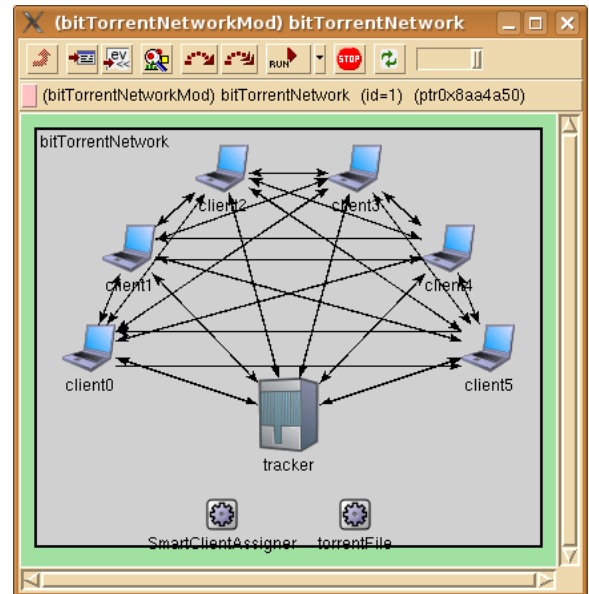 (bitTorrentNetworkMod) bitTorrentNetwork
ev
<<
RUN
STOP
(bitTorrentNetworkMod) bitTorrentNetwork (id=1) (ptr0x8aa4a50)
bitTorrentNetwork
client2
client3
client1
client4
client0
client5
tracker
SmartClientAssigner
torrentFile